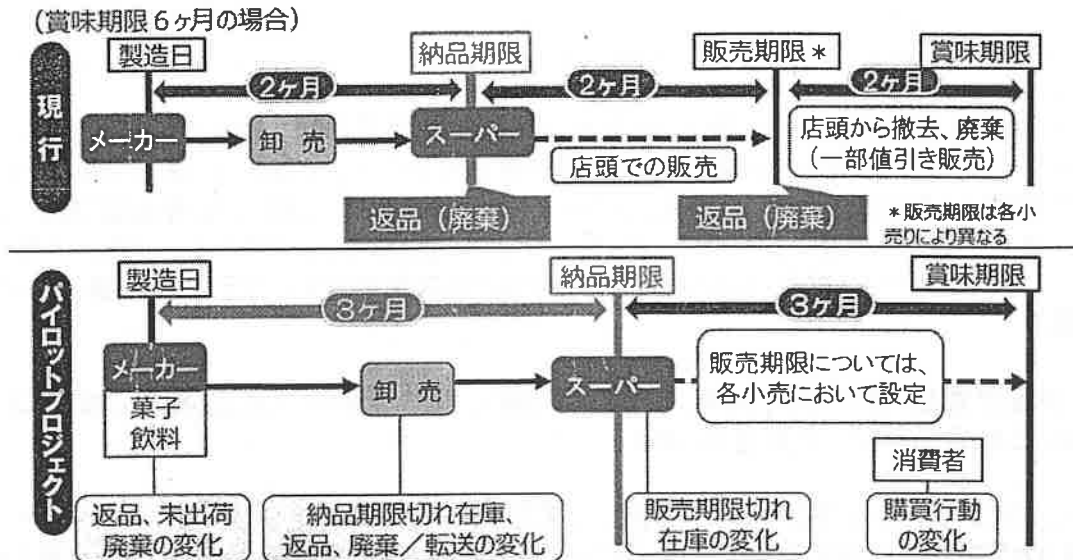 (賞味期限6ヶ月の場合)
現行
製造日
納品期限
販売期限*
賞味期限
2ヶ月
2ヶ月
2ヶ月
メーカー
卸売
スーパー
店頭での販売
店頭から撤去、廃棄
(一部値引き販売)
返品(廃棄)
返品(廃棄)
*販売期限は各小
売りにより異なる
パイロットプロジェクト
製造日
納品期限
賞味期限
3ヶ月
3ヶ月
メーカー
菓子
飲料
卸売
スーパー
販売期限については、
各小売において設定
消費者
返品、未出荷
廃棄の変化
納品期限切れ在庫、
返品、廃棄/転送の変化
販売期限切れ
在庫の変化
購買行動
の変化